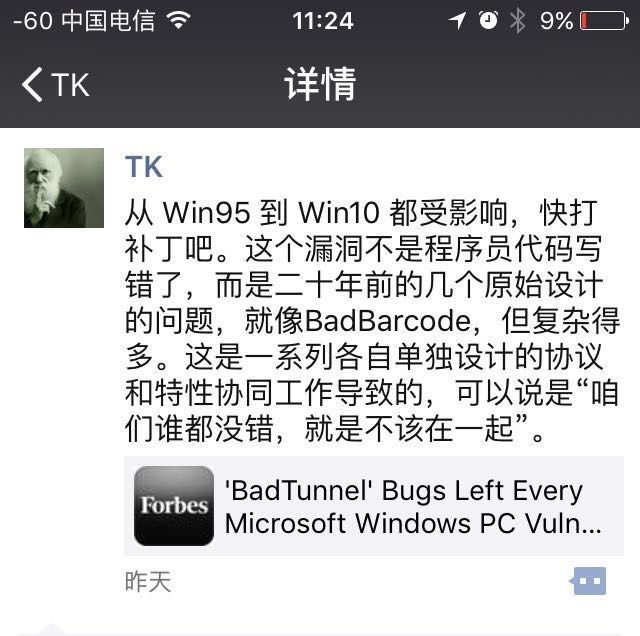 -60 中国电信 11:24 9%
TK 详情
TK
从 Win95 到 Win10 都受影响，快打
补丁吧。这个漏洞不是程序员代码写
错了，而是二十年前的几个原始设计
的问题，就像BadBarcode，但复杂得
多。这是一系列各自单独设计的协议
和特性协同工作导致的，可以说是“咱
们谁都没错，就是不该在一起”。
Forbes
'BadTunnel' Bugs Left Every
Microsoft Windows PC Vuln...
昨天